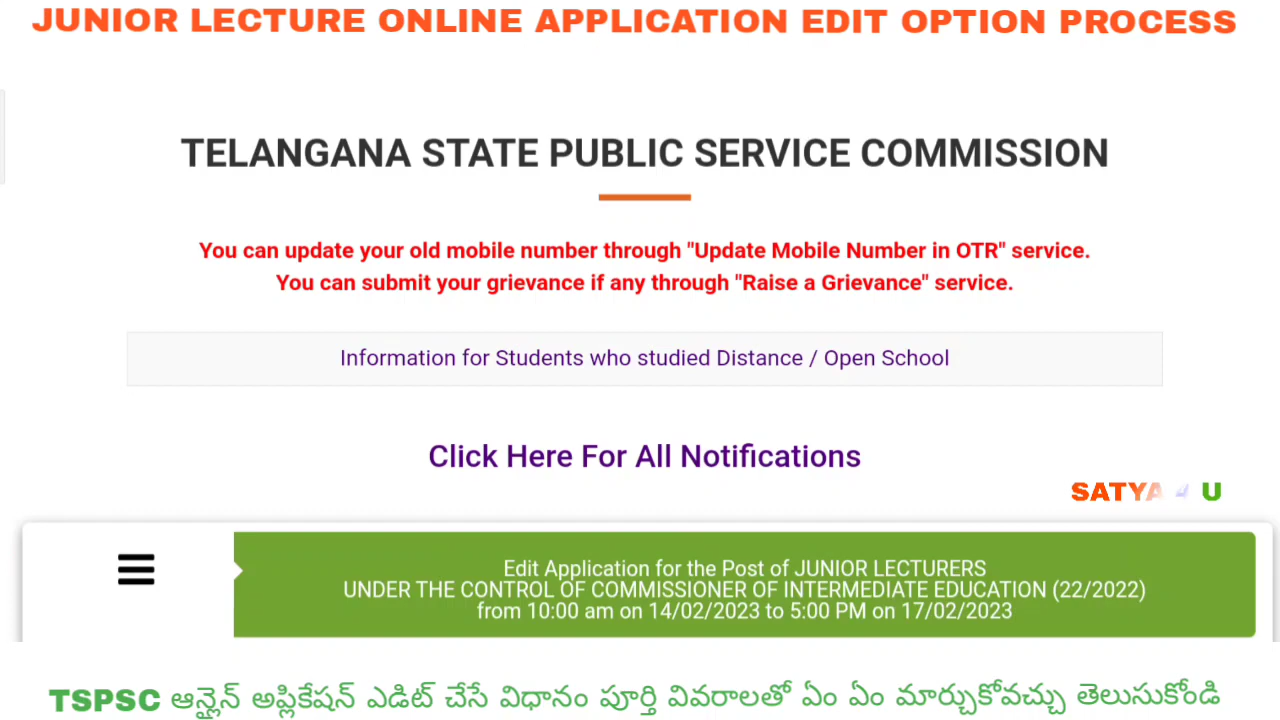 JUNIOR LECTURE ONLINE APPLICATION EDIT OPTION PROCESS
TELANGANA STATE PUBLIC SERVICE COMMISSION
You can update your old mobile number through "Update Mobile Number in OTR" service.
You can submit your grievance if any through "Raise a Grievance" service.
Information for Students who studied Distance / Open School
Click Here For All Notifications
SATYA 4 U
Edit Application for the Post of JUNIOR LECTURERS
UNDER THE CONTROL OF COMMISSIONER OF INTERMEDIATE EDUCATION (22/2022)
from 10:00 am on 14/02/2023 to 5:00 PM on 17/02/2023
TSPSC ఆన్లైన్ అప్లికేషన్ ఎడిట్ చేసే విధానం పూర్తి వివరాలతో ఏం ఏం మార్చుకోవచ్చు తెలుసుకోండి